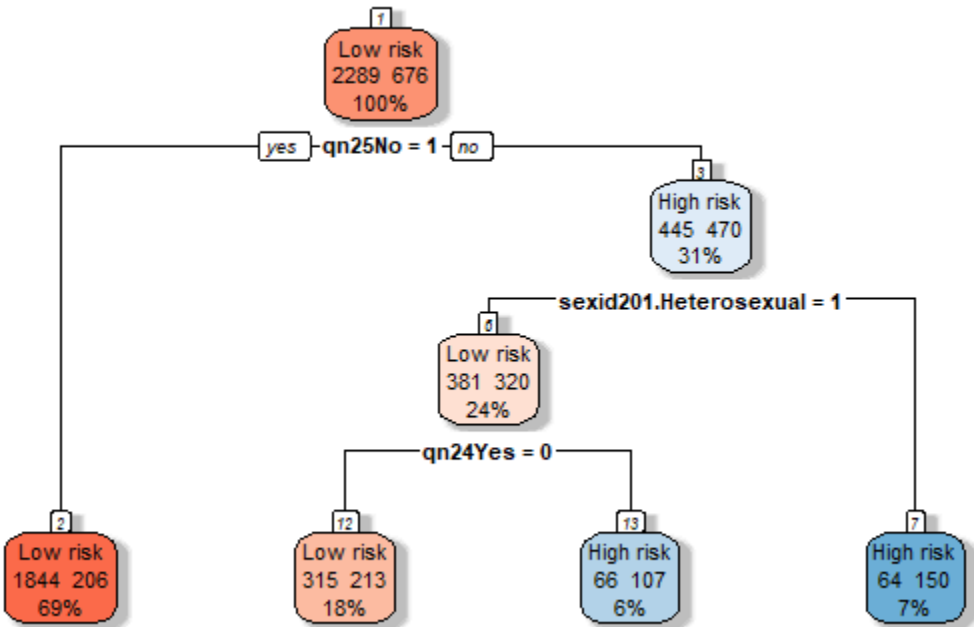 1
Low risk
2289 676
100%
yes qn25No = 1 no
3
High risk
445 470
31%
sexid201.Heterosexual = 1
6
Low risk
381 320
24%
qn24Yes = 0
2
Low risk
1844 206
69%
12
Low risk
315 213
18%
13
High risk
66 107
6%
7
High risk
64 150
7%